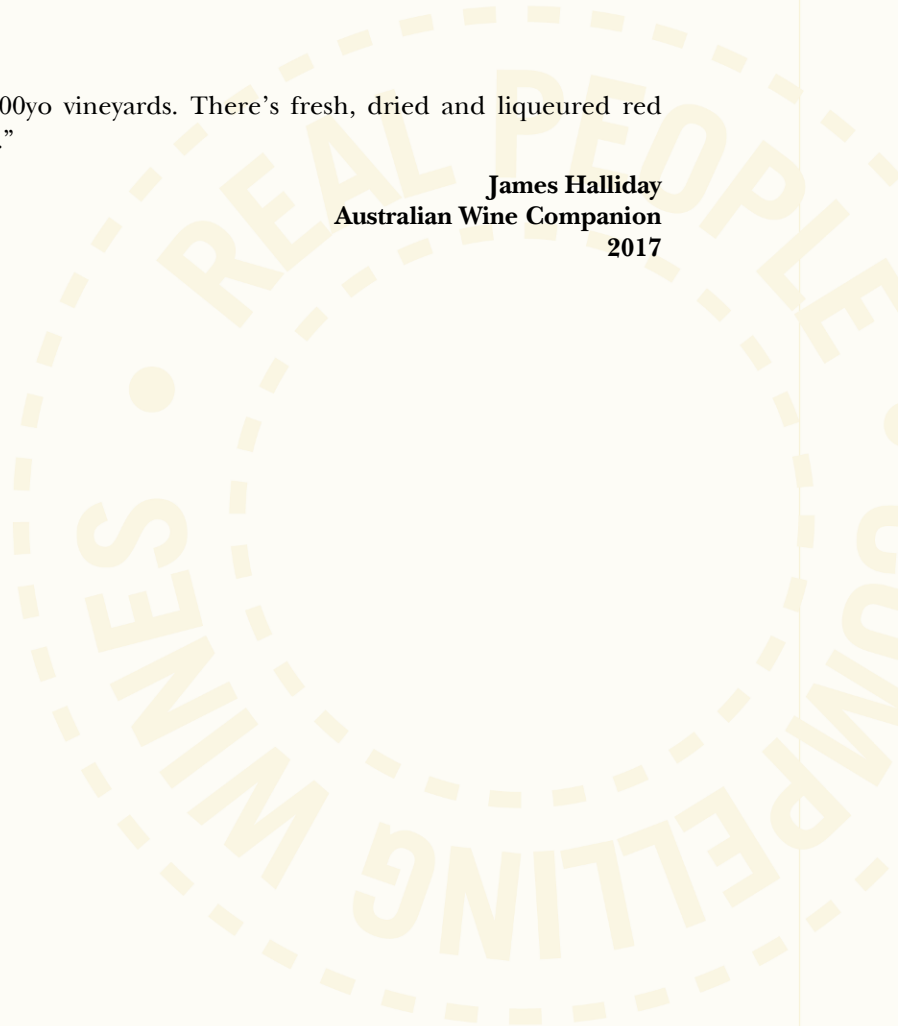 00yo vineyards. There’s fresh, dried and liqueured red
.”
James Halliday
Australian Wine Companion
2017
REAL PEOPLE • COMPELLING WINES •